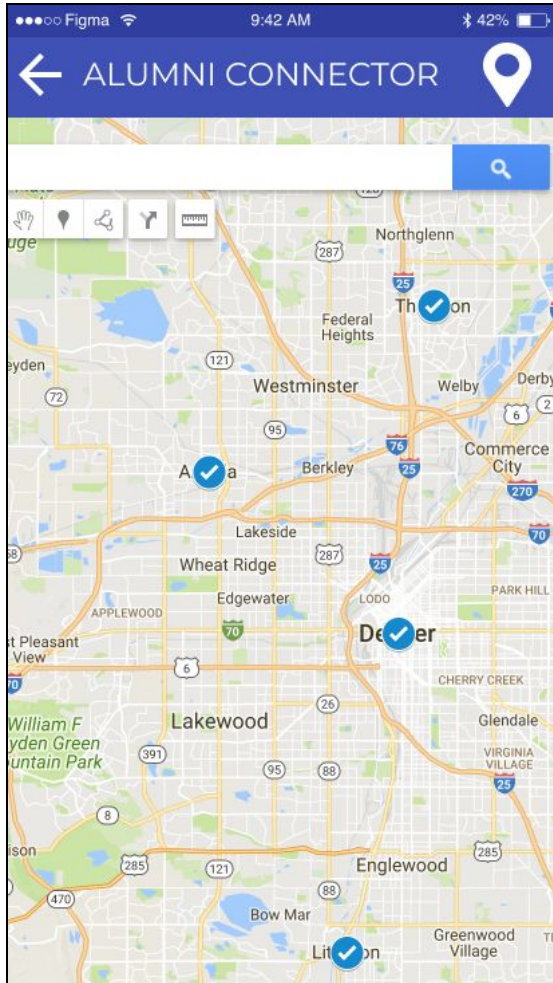 Figma 9:42 AM 42%
ALUMNI CONNECTOR
Northglenn
287
25
Federal
Heights
121
72
Westminster
Welby
Derby
6
2
95
76
25
Commerce
City
Berkley
270
70
Lakeside
287
25
Wheat Ridge
Edgewater
LODO
PARK HILL
APPLEWOOD
70
t Pleasant
View
70
6
CHERRY CREEK
26
Lakewood
Glendale
William F
yden Green
untain Park
391
95
88
VIRGINIA
VILLAGE
25
8
ison
285
121
Englewood
285
470
88
Bow Mar
Greenwood
Village